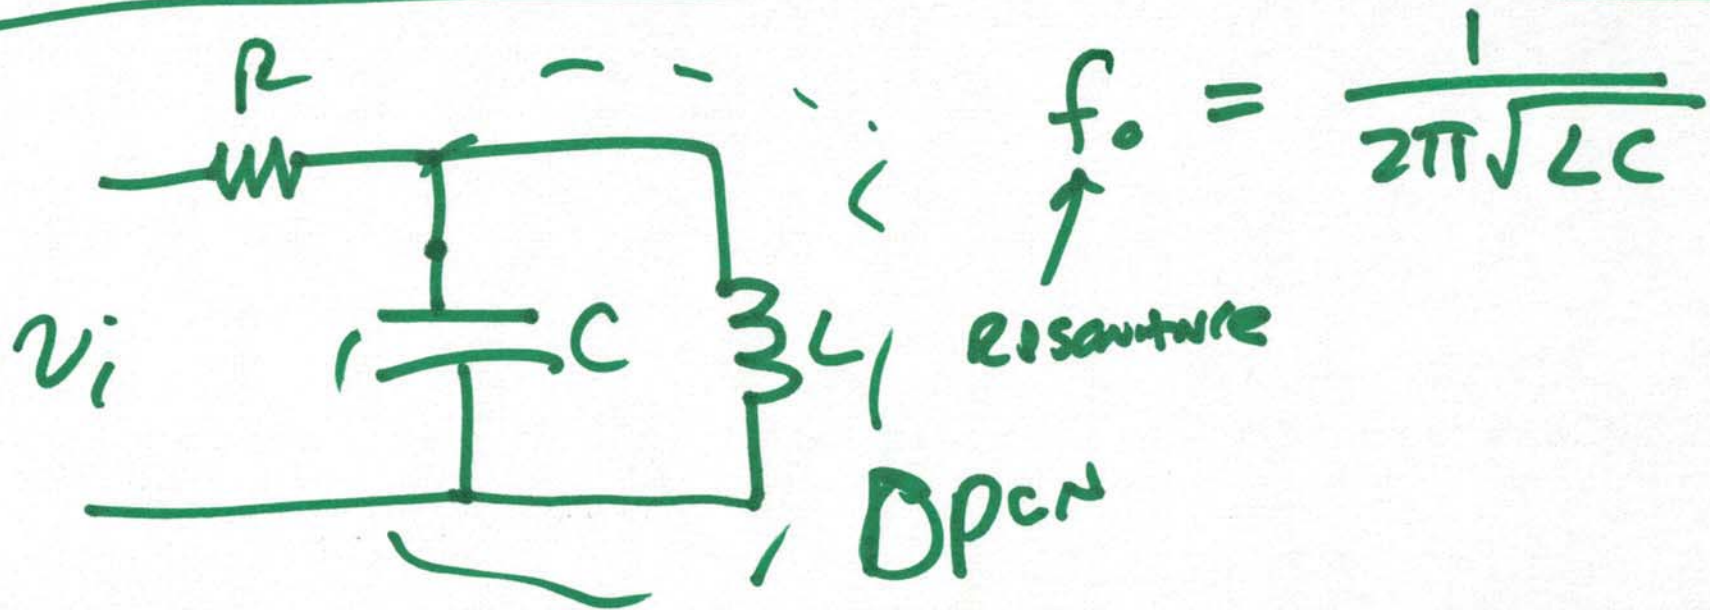 R
f₀ = 1 / 2π√LC
vi
C
L
Resonance
OPEN